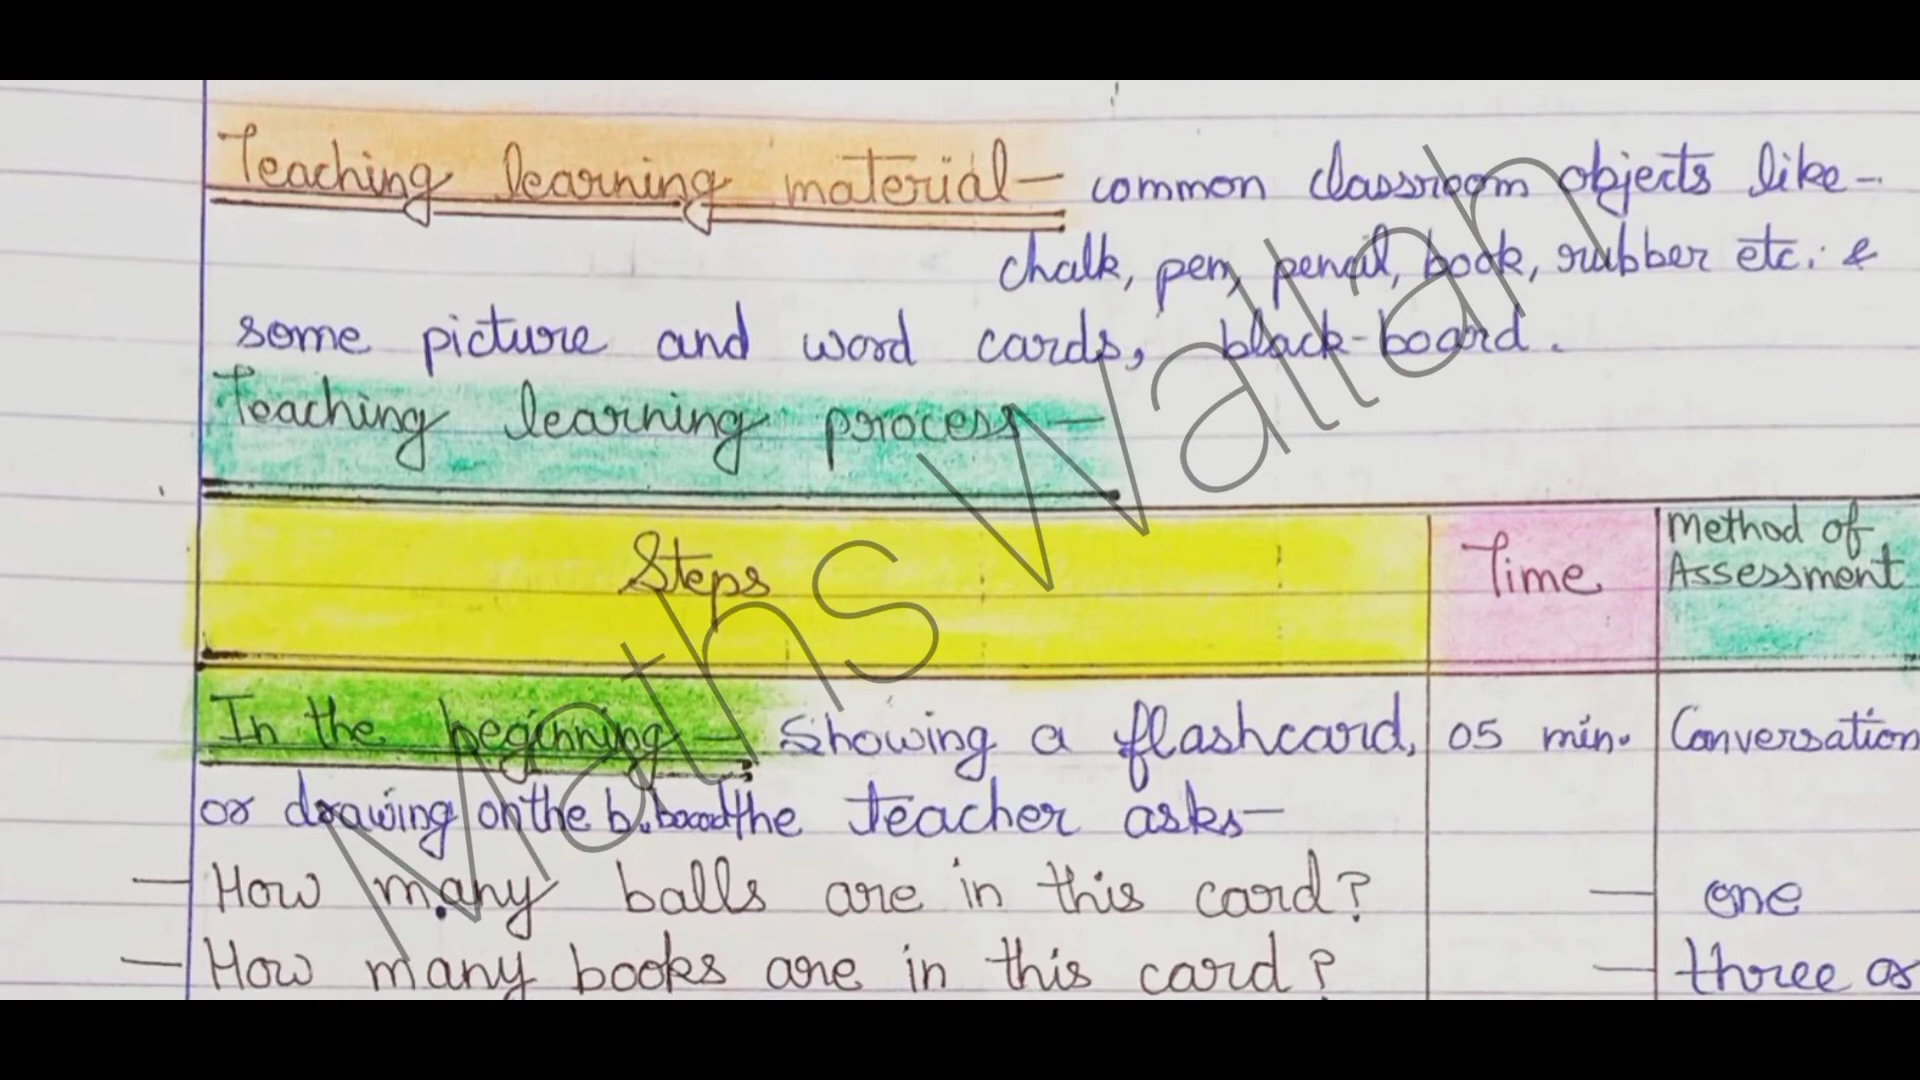 Teaching learning material— common classroom objects like—
chalk, pen, pencil, book, rubber etc. &
some picture and word cards, black-board.
Teaching learning process—
Steps Time Method of Assessment
In the beginning— Showing a flashcard, 05 min. Conversation
or drawing on the b.board the teacher asks—
— How many balls are in this card? — one
— How many books are in this card? — three or
Maths Wallah